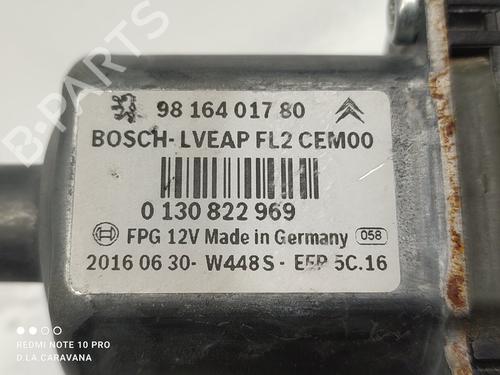 98 164 017 80
BOSCH-LVEAP FL2 CEM00
0 130 822 969
FPG 12V Made in Germany 058
2016 06 30- W448S - EFP 5C.16
B-PARTS
REDMI NOTE 10 PRO
D.LA CARAVANA